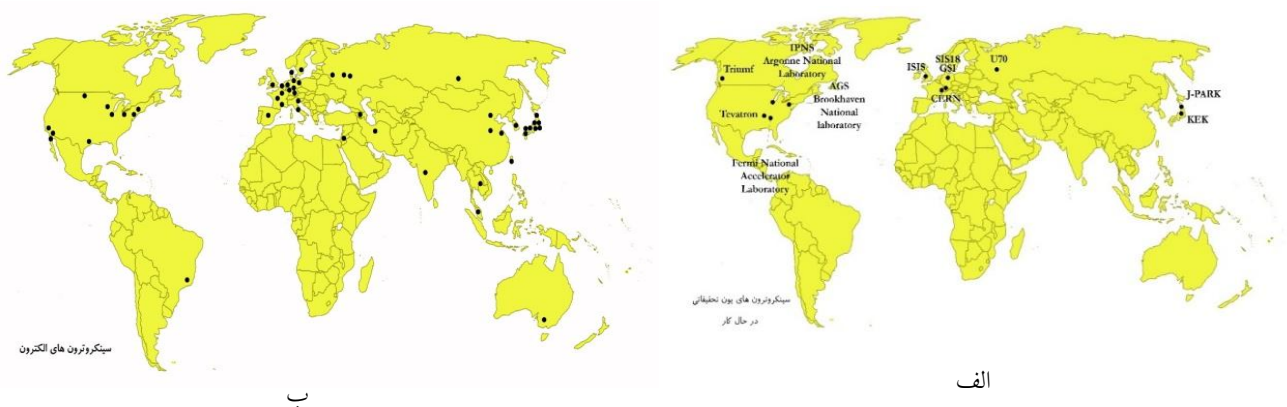 IPNS
Argonne National
Laboratory
Triumf
AGS
Brookhaven
National
laboratory
Tevatron
Fermi National
Accelerator
Laboratory
ISIS
SIS18
GSI
U70
CERN
J-PARK
KEK
سینکروترون های یون تحقیقاتی
در حال کار
الف
سینکروترون های الکترون
ب